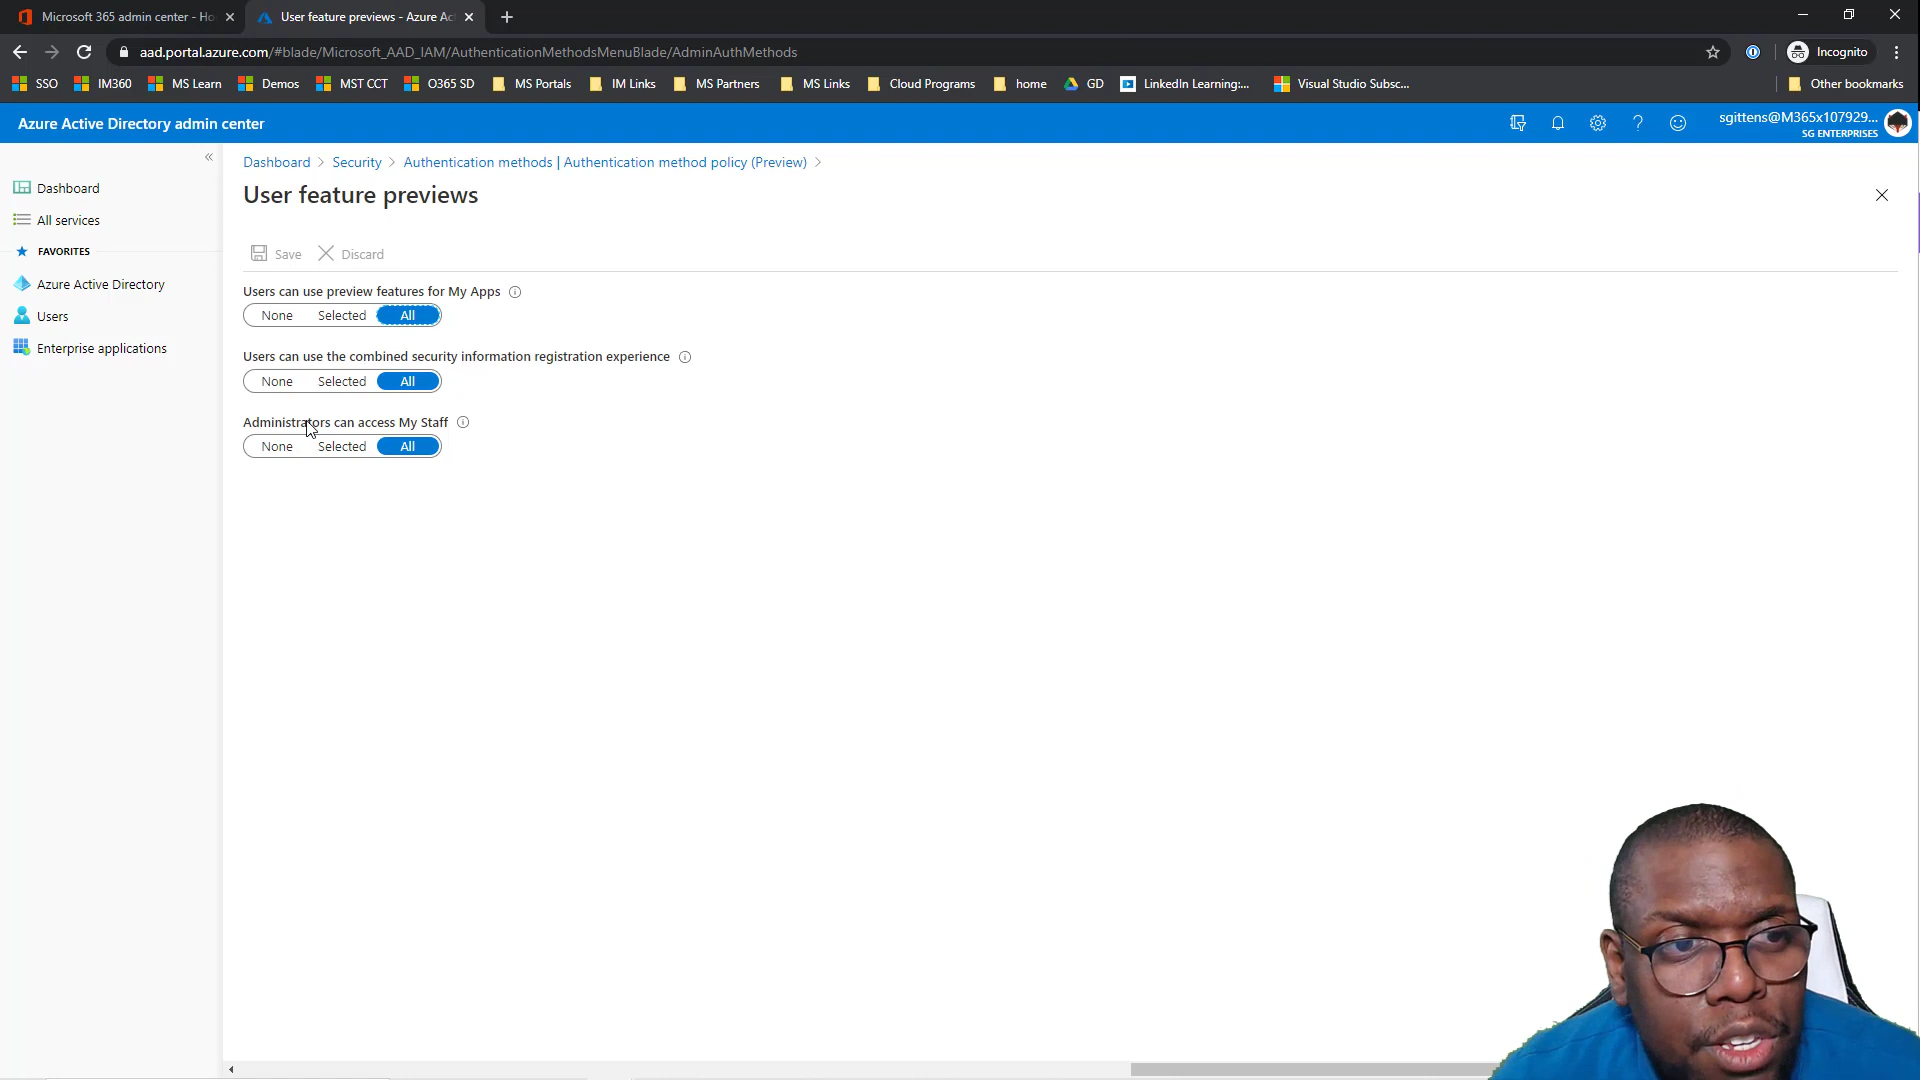 Microsoft 365 admin center - Ho
User feature previews - Azure Ac
aad.portal.azure.com/#blade/Microsoft_AAD_IAM/AuthenticationMethodsMenuBlade/AdminAuthMethods
Incognito
SSO
IM360
MS Learn
Demos
MST CCT
O365 SD
MS Portals
IM Links
MS Partners
MS Links
Cloud Programs
home
GD
LinkedIn Learning:...
Visual Studio Subsc...
Other bookmarks
Azure Active Directory admin center
sgittens@M365x107929...
SG ENTERPRISES
Dashboard
All services
FAVORITES
Azure Active Directory
Users
Enterprise applications
Dashboard > Security > Authentication methods | Authentication method policy (Preview) >
User feature previews
Save Discard
Users can use preview features for My Apps
None Selected All
Users can use the combined security information registration experience
None Selected All
Administrators can access My Staff
None Selected All